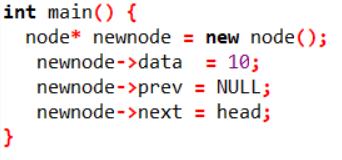 int main() {
node* newnode = new node();
newnode->data  = 10;
newnode->prev = NULL;
newnode->next = head;
}